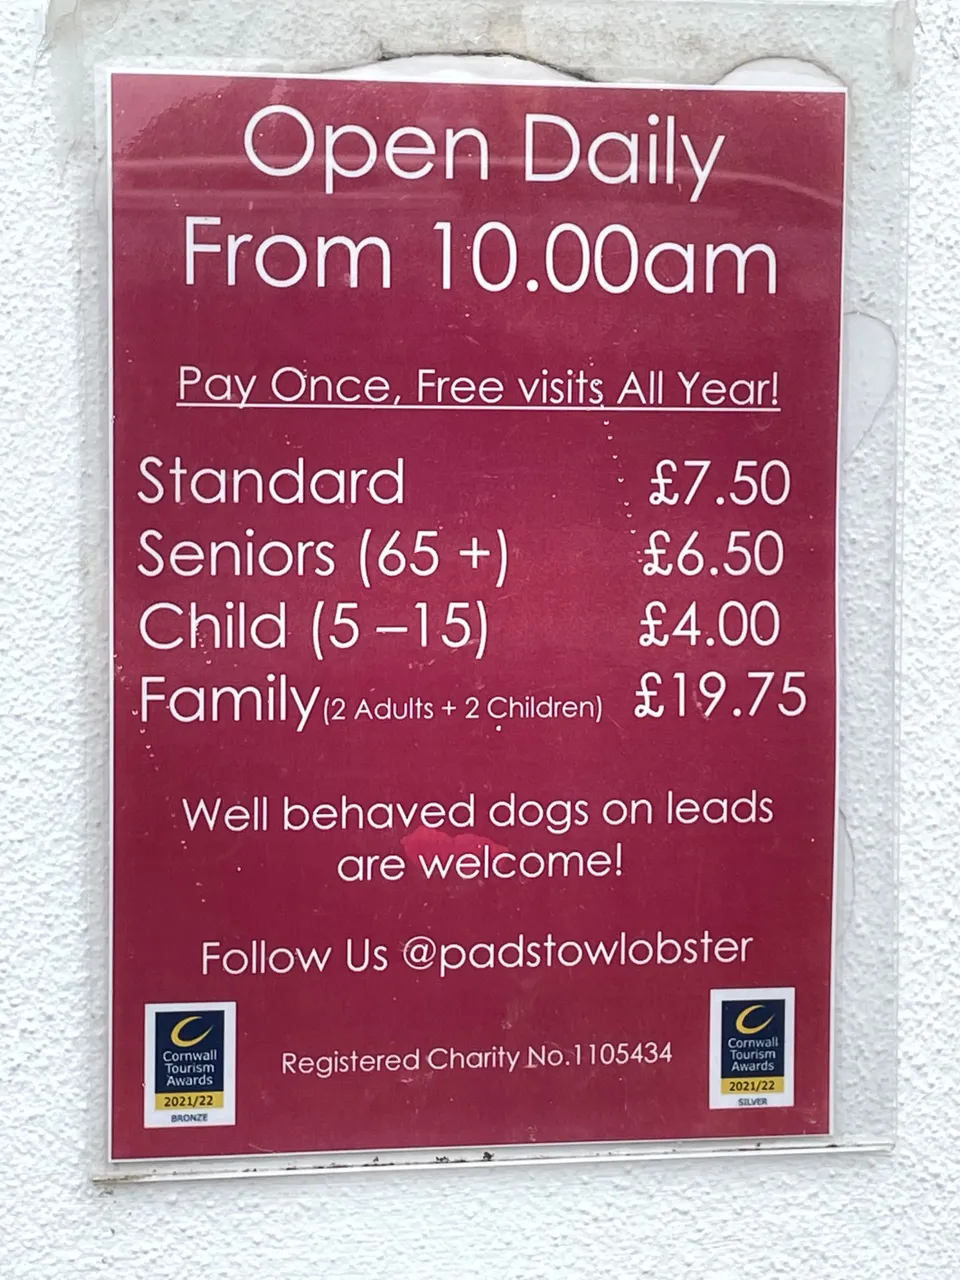 Open Daily
From 10.00am
Pay Once, Free visits All Year!
Standard £7.50
Seniors (65 +) £6.50
Child (5 –15) £4.00
Family (2 Adults + 2 Children) £19.75
Well behaved dogs on leads
are welcome!
Follow Us @padstowlobster
Registered Charity No.1105434
Cornwall
Tourism
Awards
2021/22
BRONZE
Cornwall
Tourism
Awards
2021/22
SILVER